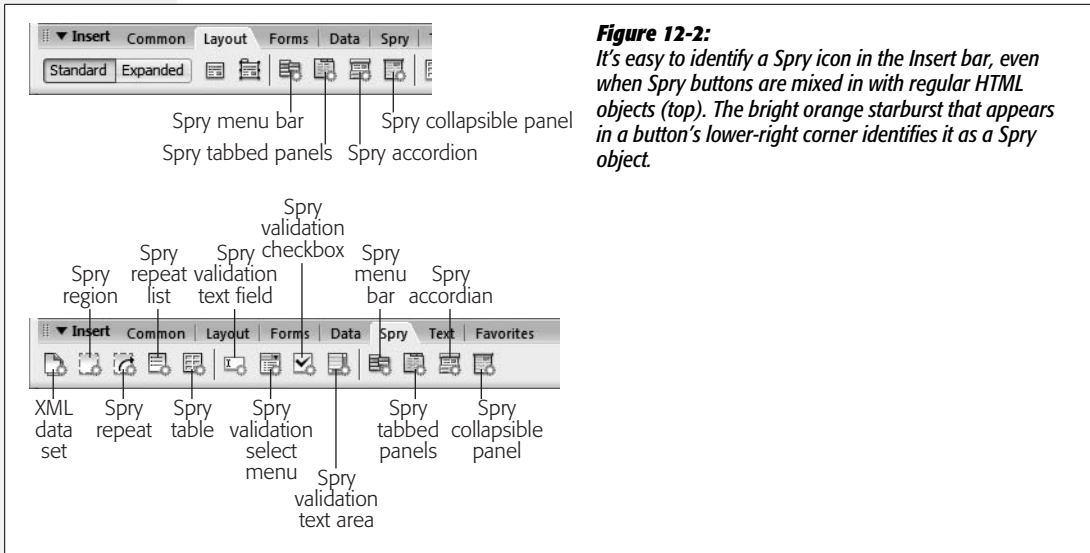 ▼ Insert Common Layout Forms Data Spry
Standard Expanded
Spry menu bar
Spry collapsible panel
Spry tabbed panels
Spry accordion
Figure 12-2:
It's easy to identify a Spry icon in the Insert bar, even
when Spry buttons are mixed in with regular HTML
objects (top). The bright orange starburst that appears
in a button's lower-right corner identifies it as a Spry
object.
Spry
region
Spry
repeat
list
Spry
validation
text field
Spry
validation
checkbox
Spry
menu
bar
Spry
accordian
▼ Insert Common Layout Forms Data Spry Text Favorites
XML
data
set
Spry
repeat
Spry
table
Spry
validation
select
menu
Spry
validation
text area
Spry
tabbed
panels
Spry
collapsible
panel